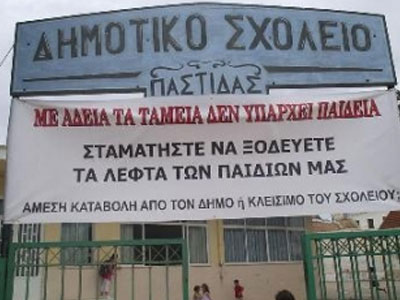 ΔΗΜΟΤΙΚΟ ΣΧΟΛΕΙΟ
ΠΑΣΤΙΔΑΣ
ΜΕ ΑΔΕΙΑ ΤΑ ΤΑΜΕΙΑ ΔΕΝ ΥΠΑΡΧΕΙ ΠΑΙΔΕΙΑ
ΣΤΑΜΑΤΗΣΤΕ ΝΑ ΞΟΔΕΥΕΤΕ
ΤΑ ΛΕΦΤΑ ΤΩΝ ΠΑΙΔΙΩΝ ΜΑΣ
ΑΜΕΣΗ ΚΑΤΑΒΟΛΗ ΑΠΟ ΤΟΝ ΔΗΜΟ ή ΚΛΕΙΣΙΜΟ ΤΟΥ ΣΧΟΛΕΙΟΥ;